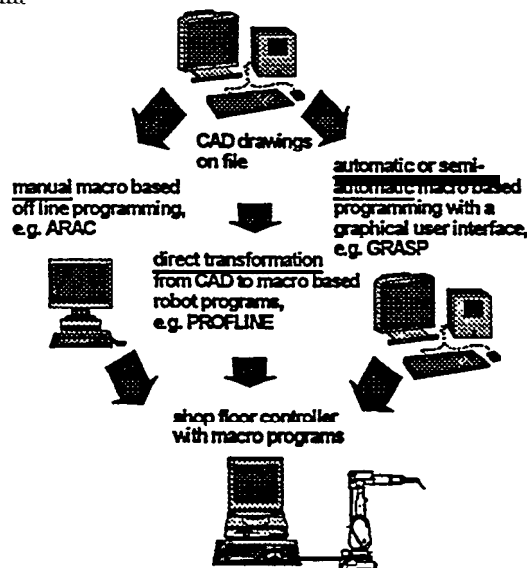 CAD drawings
on file
manual macro based
off line programming,
e.g. ARAC
automatic or semi-
automatic macro based
programming with a
graphical user interface,
e.g. GRASP
direct transformation
from CAD to macro based
robot programs,
e.g. PROFLINE
shop floor controller
with macro programs